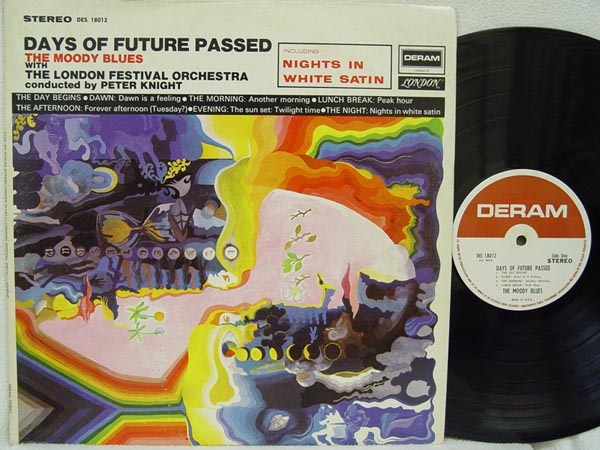 STEREO DES 18012
DAYS OF FUTURE PASSED
THE MOODY BLUES
WITH
THE LONDON FESTIVAL ORCHESTRA
conducted by PETER KNIGHT
INCLUDING
NIGHTS IN
WHITE SATIN
DERAM
LONDON
THE DAY BEGINS ● DAWN: Dawn is a feeling ● THE MORNING: Another morning ● LUNCH BREAK: Peak hour
THE AFTERNOON: Forever afternoon (Tuesday?) ● EVENING: The sun set: Twilight time ● THE NIGHT: Nights in white satin
DERAM
DES 18012 Side One
STEREO
DAYS OF FUTURE PASSED
THE MOODY BLUES